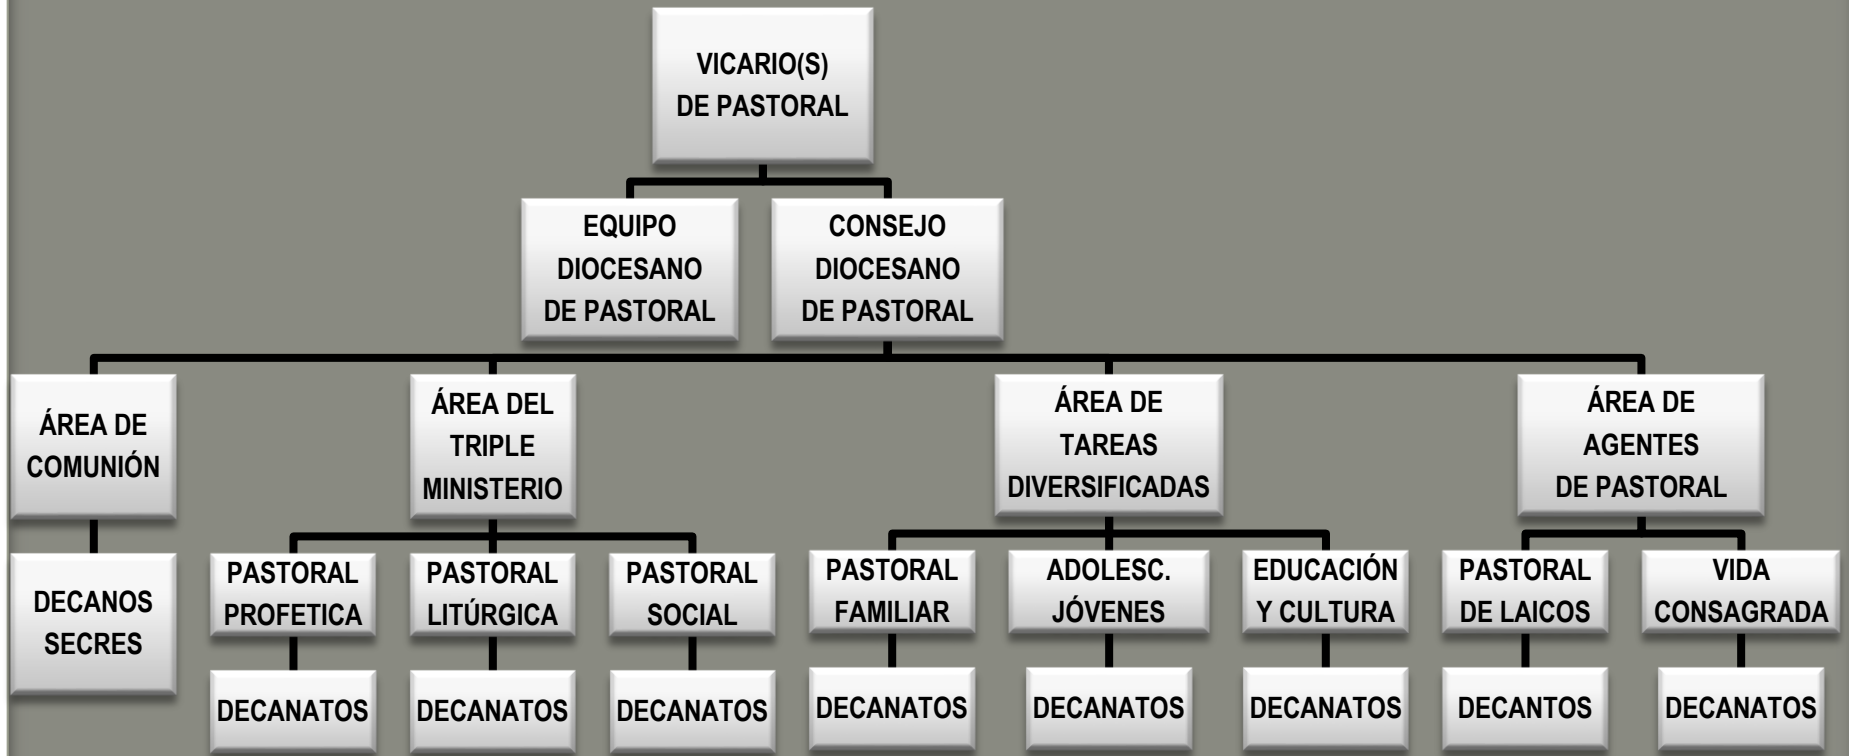 VICARIO(S)
DE PASTORAL
EQUIPO
DIOCESANO
DE PASTORAL
CONSEJO
DIOCESANO
DE PASTORAL
ÁREA DE
COMUNIÓN
ÁREA DEL
TRIPLE
MINISTERIO
ÁREA DE
TAREAS
DIVERSIFICADAS
ÁREA DE
AGENTES
DE PASTORAL
DECANOS
SECRES
PASTORAL
PROFETICA
PASTORAL
LITÚRGICA
PASTORAL
SOCIAL
PASTORAL
FAMILIAR
ADOLESC.
JÓVENES
EDUCACIÓN
Y CULTURA
PASTORAL
DE LAICOS
VIDA
CONSAGRADA
DECANATOS
DECANATOS
DECANATOS
DECANATOS
DECANATOS
DECANATOS
DECANTOS
DECANATOS